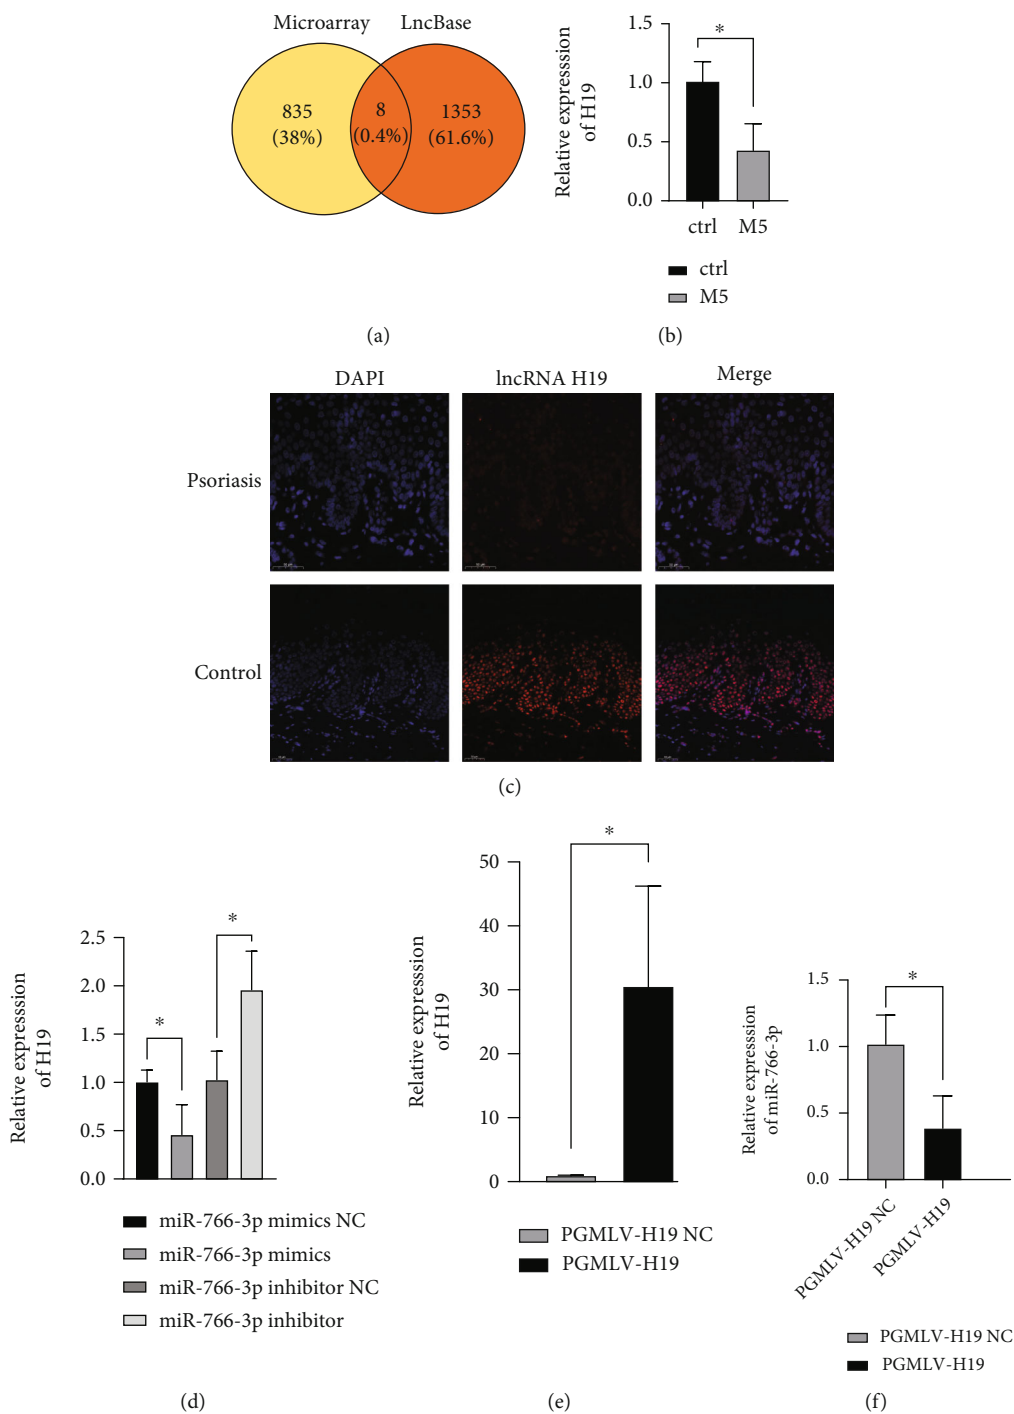 Microarray LncBase
835
(38%)
8
(0.4%)
1353
(61.6%)
(a)
Relative expresssion
of H19
1.5
1.0
0.5
0.0
*
ctrl M5
ctrl
M5
(b)
DAPI lncRNA H19 Merge
Psoriasis
Control
(c)
Relative expresssion
of H19
2.5
2.0
1.5
1.0
0.5
0.0
*
*
miR-766-3p mimics NC
miR-766-3p mimics
miR-766-3p inhibitor NC
miR-766-3p inhibitor
(d)
Relative expresssion
of H19
50
40
30
20
10
0
*
PGMLV-H19 NC
PGMLV-H19
(e)
Relative expresssion
of miR-766-3p
1.5
1.0
0.5
0.0
*
PGMLV-H19 NC
PGMLV-H19
PGMLV-H19 NC
PGMLV-H19
(f)